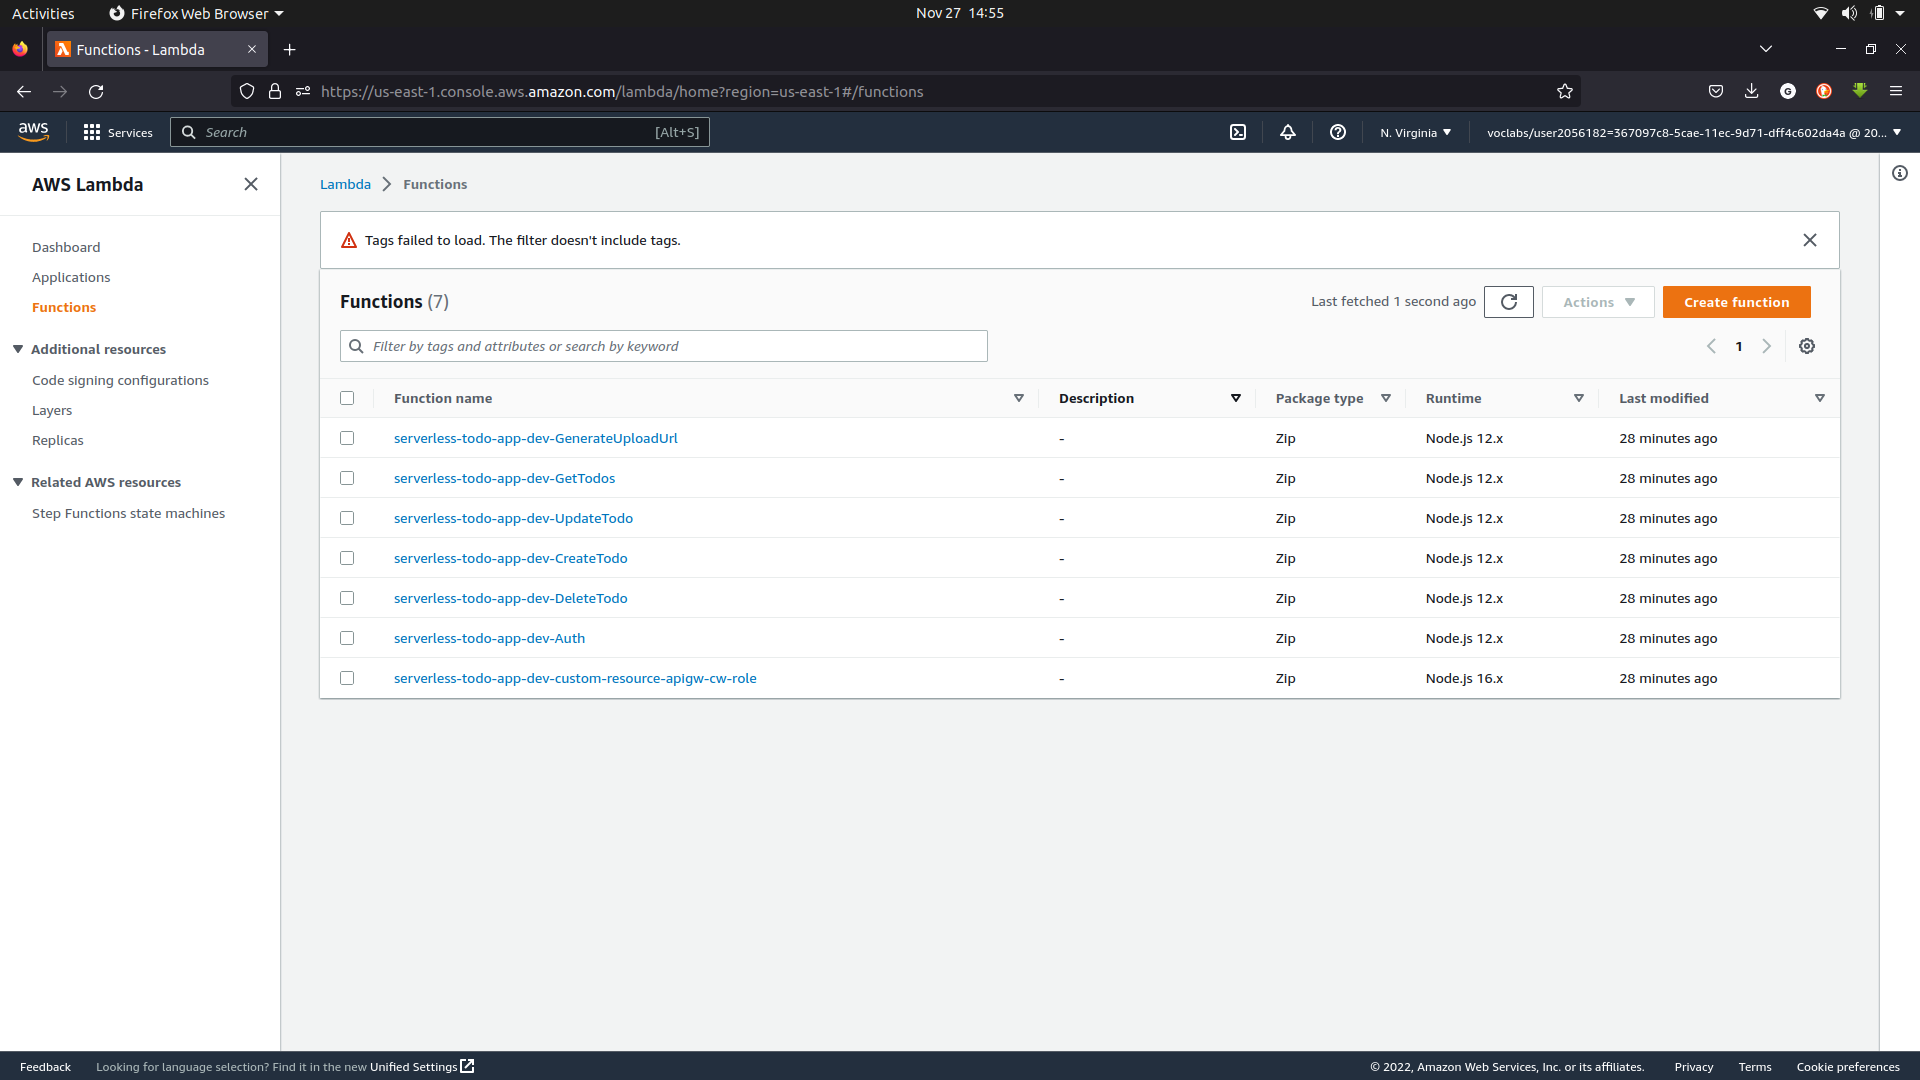 Activities
Firefox Web Browser
Nov 27 14:55
Functions - Lambda
https://us-east-1.console.aws.amazon.com/lambda/home?region=us-east-1#/functions
aws
Services
Search
[Alt+S]
N. Virginia
voclabs/user2056182=367097c8-5cae-11ec-9d71-dff4c602da4a @ 20...
AWS Lambda
Dashboard
Applications
Functions
Additional resources
Code signing configurations
Layers
Replicas
Related AWS resources
Step Functions state machines
Lambda > Functions
Tags failed to load. The filter doesn't include tags.
Functions (7)
Last fetched 1 second ago
Actions
Create function
Filter by tags and attributes or search by keyword
1
Function name Description Package type Runtime Last modified
serverless-todo-app-dev-GenerateUploadUrl - Zip Node.js 12.x 28 minutes ago
serverless-todo-app-dev-GetTodos - Zip Node.js 12.x 28 minutes ago
serverless-todo-app-dev-UpdateTodo - Zip Node.js 12.x 28 minutes ago
serverless-todo-app-dev-CreateTodo - Zip Node.js 12.x 28 minutes ago
serverless-todo-app-dev-DeleteTodo - Zip Node.js 12.x 28 minutes ago
serverless-todo-app-dev-Auth - Zip Node.js 12.x 28 minutes ago
serverless-todo-app-dev-custom-resource-apigw-cw-role - Zip Node.js 16.x 28 minutes ago
Feedback
Looking for language selection? Find it in the new Unified Settings
© 2022, Amazon Web Services, Inc. or its affiliates.
Privacy
Terms
Cookie preferences